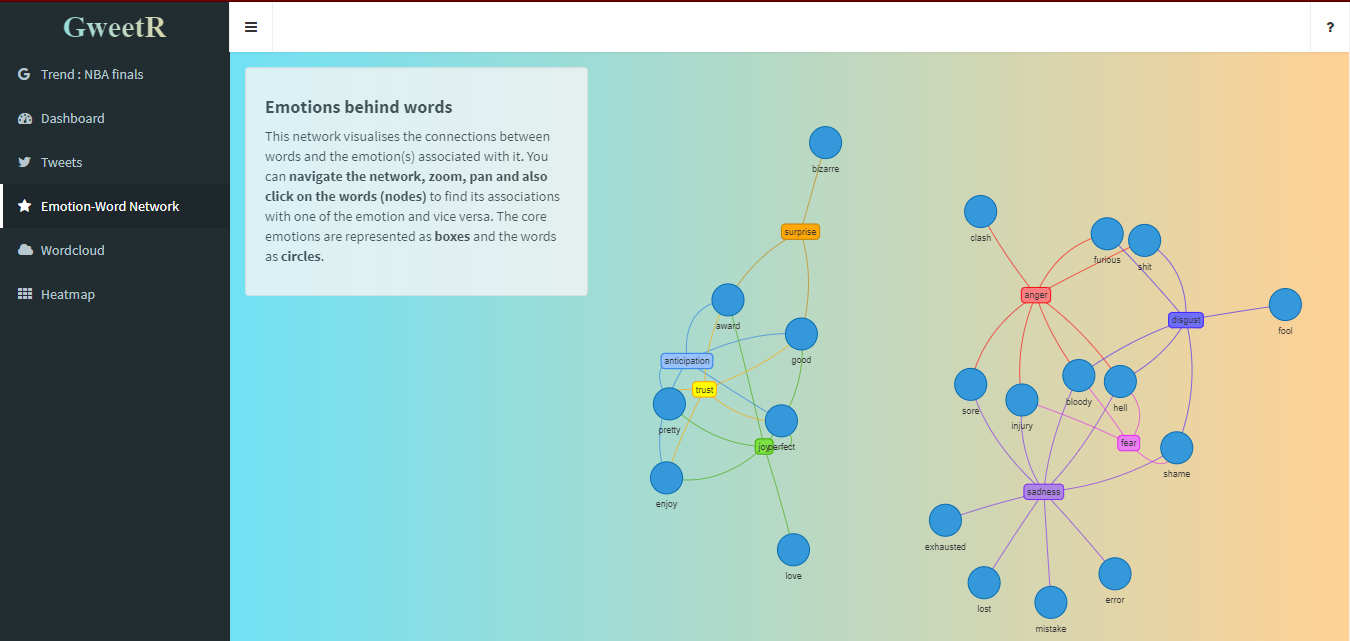 GweetR
?
Trend : NBA finals
Dashboard
Tweets
Emotion-Word Network
Wordcloud
Heatmap
Emotions behind words
This network visualises the connections between
words and the emotion(s) associated with it. You
can navigate the network, zoom, pan and also
click on the words (nodes) to find its associations
with one of the emotion and vice versa. The core
emotions are represented as boxes and the words
as circles.
bizarre
surprise
award
good
anticipation
trust
pretty
joy
perfect
enjoy
love
clash
furious
shit
anger
disgust
fool
sore
injury
bloody
hell
fear
shame
sadness
exhausted
lost
mistake
error